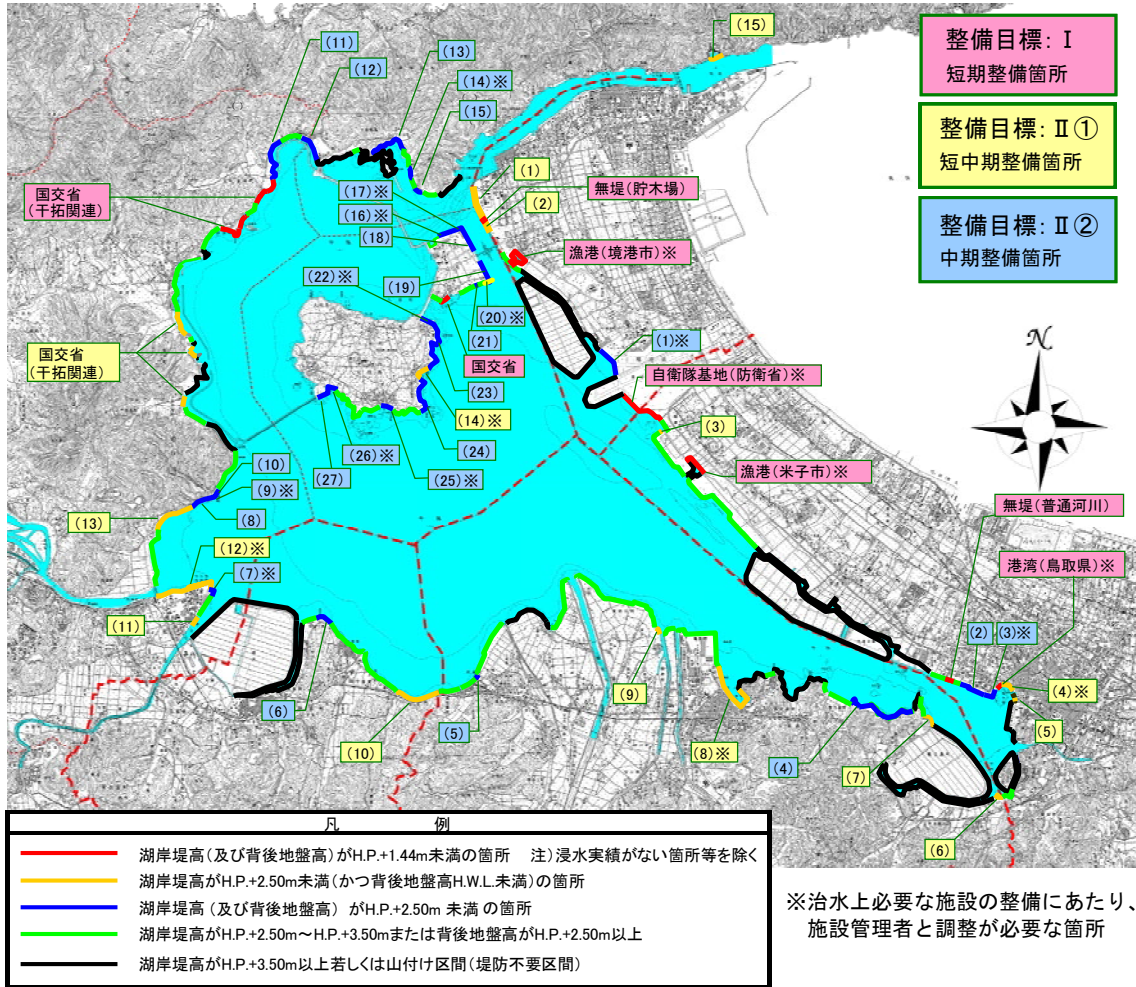 (11)
(12)
(13)
(14)※
(15)
(15)
整備目標: Ⅰ
短期整備箇所
整備目標: Ⅱ①
短中期整備箇所
整備目標: Ⅱ②
中期整備箇所
国交省
(干拓関連)
(17)※
(16)※
(18)
(1)
無堤(貯木場)
(2)
漁港(境港市)※
(22)※
(19)
(20)※
(21)
国交省
(23)
(14)※
(24)
(25)※
(26)※
(27)
国交省
(干拓関連)
(1)※
自衛隊基地(防衛省)※
(3)
漁港(米子市)※
N
無堤(普通河川)
港湾(鳥取県)※
(2)
(3)※
(4)※
(5)
(10)
(9)※
(8)
(13)
(12)※
(7)※
(11)
(6)
(10)
(5)
(9)
(8)※
(4)
(7)
(6)
凡 例
湖岸堤高(及び背後地盤高)がH.P.+1.44m未満の箇所 注)浸水実績がない箇所等を除く
湖岸堤高がH.P.+2.50m未満(かつ背後地盤高H.W.L.未満)の箇所
湖岸堤高(及び背後地盤高) がH.P.+2.50m 未満 の箇所
湖岸堤高がH.P.+2.50m~H.P.+3.50mまたは背後地盤高がH.P.+2.50m以上
湖岸堤高がH.P.+3.50m以上若しくは山付け区間(堤防不要区間)
※治水上必要な施設の整備にあたり、
施設管理者と調整が必要な箇所